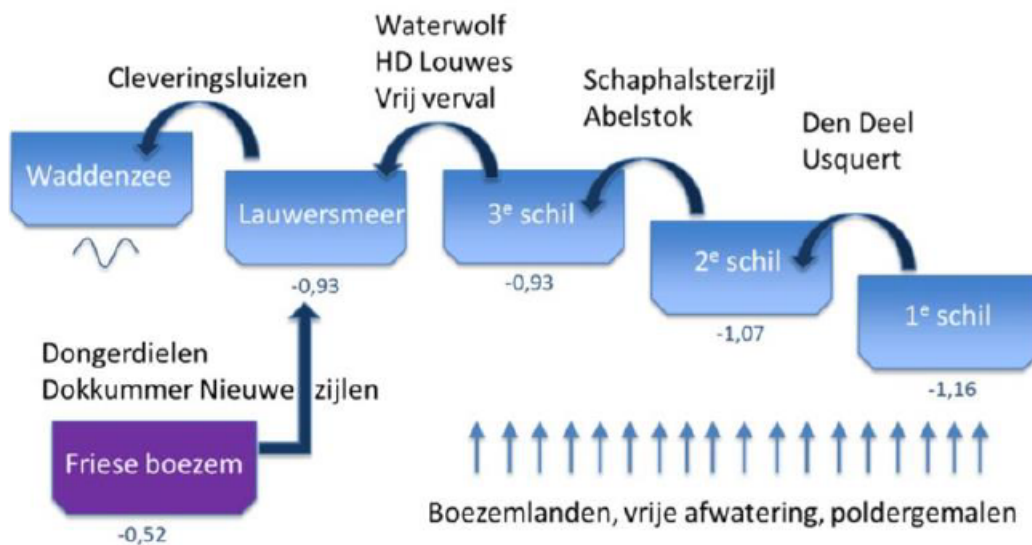 Waterwolf
HD Louwes
Vrij verval
Cleveringsluizen
Schaphalsterzijl
Abelstok
Den Deel
Usquert
Waddenzee
Lauwersmeer
3e schil
2e schil
1e schil
-0,93
-0,93
-1,07
-1,16
Dongerdielen
Dokkummer Nieuwe zijlen
Friese boezem
-0,52
Boezemlanden, vrije afwatering, poldergemalen